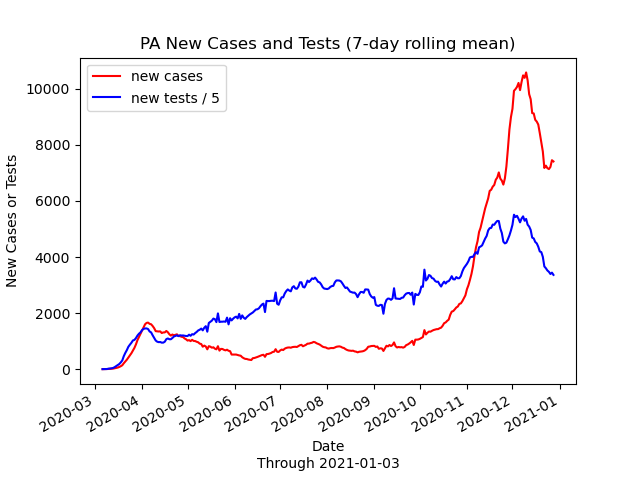 PA New Cases and Tests (7-day rolling mean)
new cases
new tests / 5
10000
8000
6000
4000
2000
0
New Cases or Tests
2020-03
2020-04
2020-05
2020-06
2020-07
2020-08
2020-09
2020-10
2020-11
2020-12
2021-01
Date
Through 2021-01-03